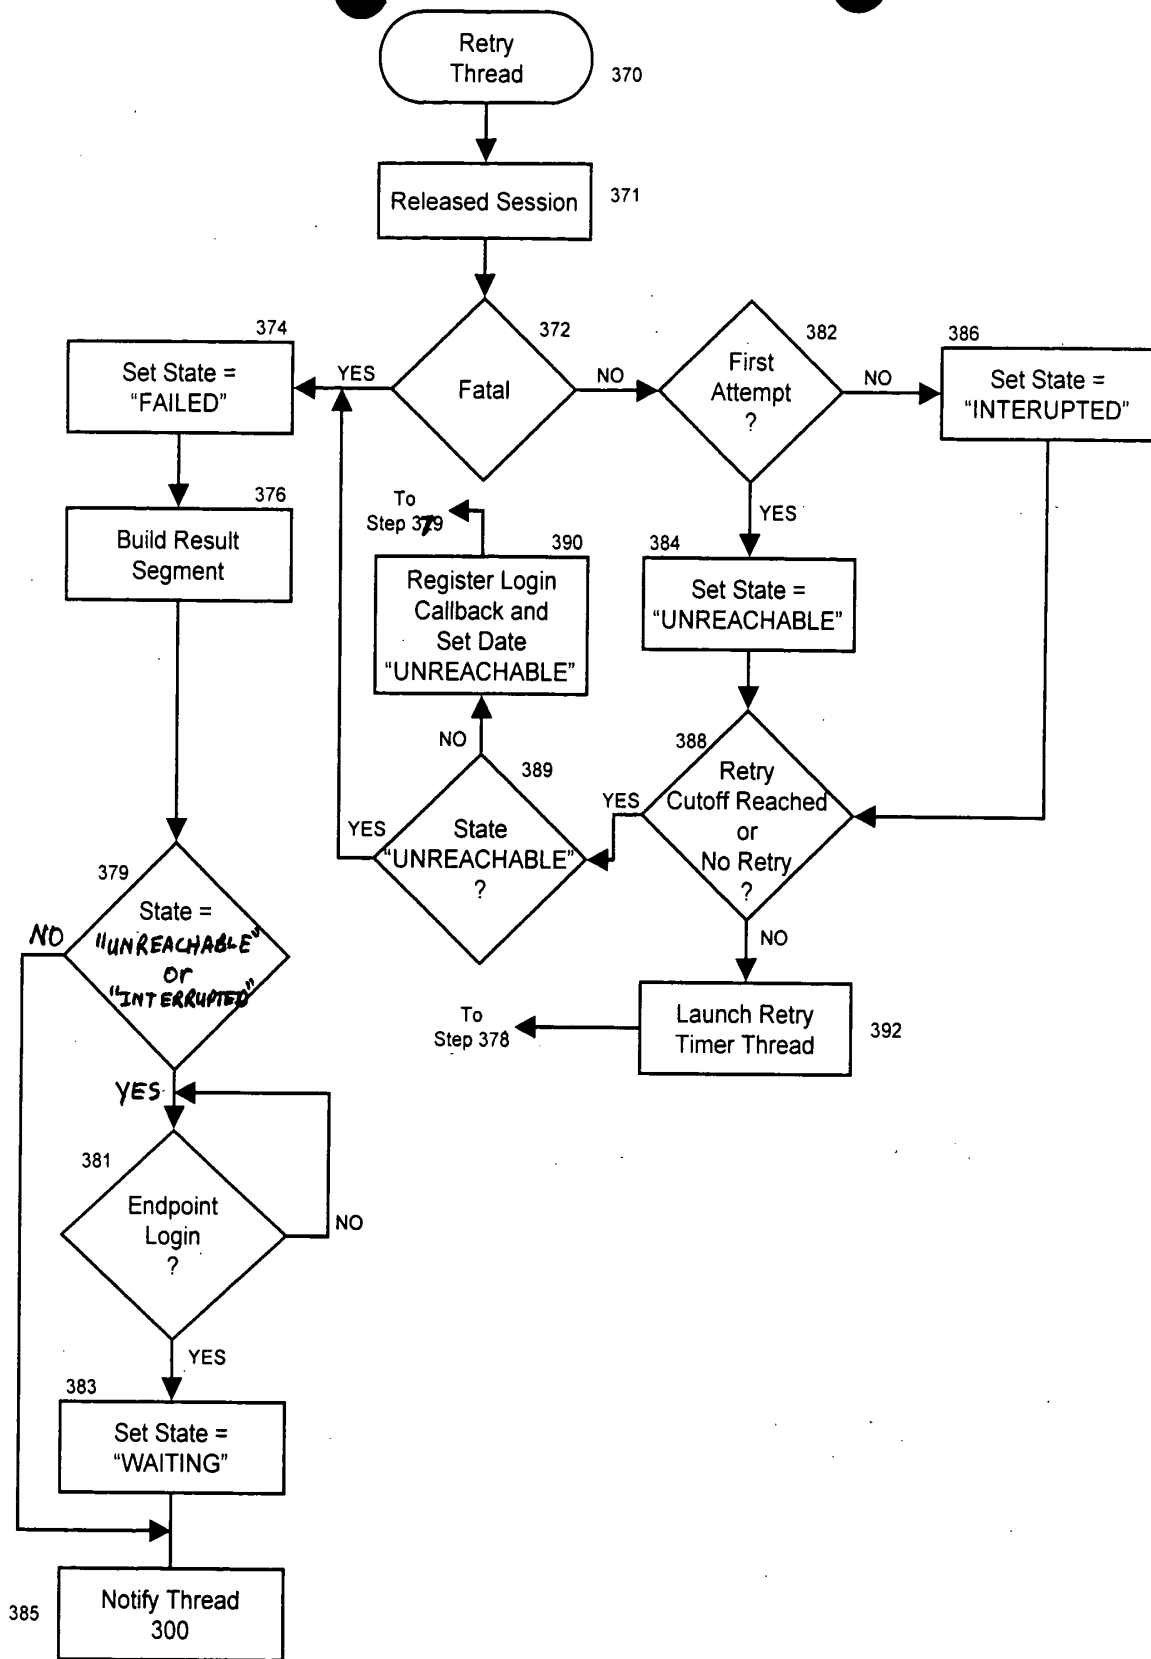 Retry
Thread
370
Released Session
371
Fatal
372
YES
NO
374
Set State =
"FAILED"
376
Build Result
Segment
382
First
Attempt
?
NO
YES
386
Set State =
"INTERUPTED"
384
Set State =
"UNREACHABLE"
To
Step 379
390
Register Login
Callback and
Set Date
"UNREACHABLE"
NO
389
State
"UNREACHABLE"
?
YES
388
Retry
Cutoff Reached
or
No Retry
?
YES
NO
Launch Retry
Timer Thread
392
To
Step 378
379
State =
"UNREACHABLE"
or
"INTERRUPTED"
NO
YES
381
Endpoint
Login
?
NO
YES
383
Set State =
"WAITING"
385
Notify Thread
300